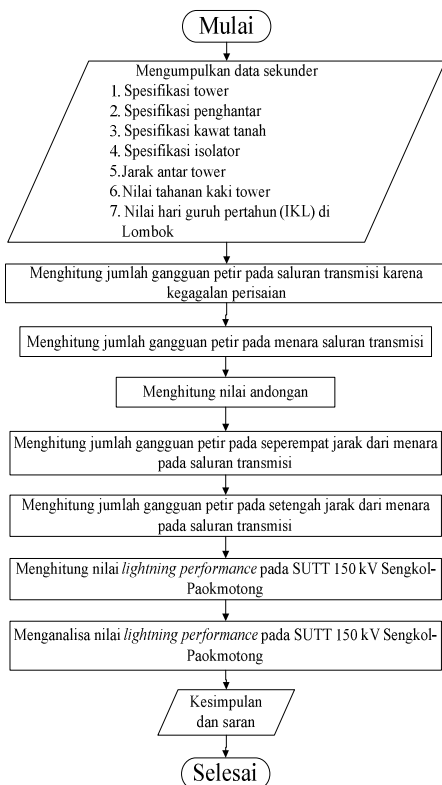 Mulai
Mengumpulkan data sekunder
1. Spesifikasi tower
2. Spesifikasi penghantar
3. Spesifikasi kawat tanah
4. Spesifikasi isolator
5. Jarak antar tower
6. Nilai tahanan kaki tower
7. Nilai hari guruh pertahun (IKL) di
Lombok
Menghitung jumlah gangguan petir pada saluran transmisi karena
kegagalan perisaian
Menghitung jumlah gangguan petir pada menara saluran transmisi
Menghitung nilai andongan
Menghitung jumlah gangguan petir pada seperempat jarak dari menara
pada saluran transmisi
Menghitung jumlah gangguan petir pada setengah jarak dari menara
pada saluran transmisi
Menghitung nilai lightning performance pada SUTT 150 kV Sengkol-
Paokmotong
Menganalisa nilai lightning performance pada SUTT 150 kV Sengkol-
Paokmotong
Kesimpulan
dan saran
Selesai